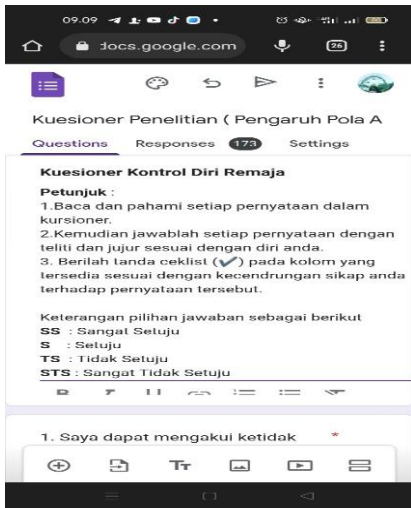 09.09
docs.google.com
26
Kuesioner Penelitian ( Pengaruh Pola A
Questions Responses 173 Settings
Kuesioner Kontrol Diri Remaja
Petunjuk :
1.Baca dan pahami setiap pernyataan dalam
kursioner.
2.Kemudian jawablah setiap pernyataan dengan
teliti dan jujur sesuai dengan diri anda.
3. Berilah tanda ceklist (✔) pada kolom yang
tersedia sesuai dengan kecendrungan sikap anda
terhadap pernyataan tersebut.
Keterangan pilihan jawaban sebagai berikut
SS : Sangat Setuju
S : Setuju
TS : Tidak Setuju
STS : Sangat Tidak Setuju
1. Saya dapat mengakui ketidak *
Tт